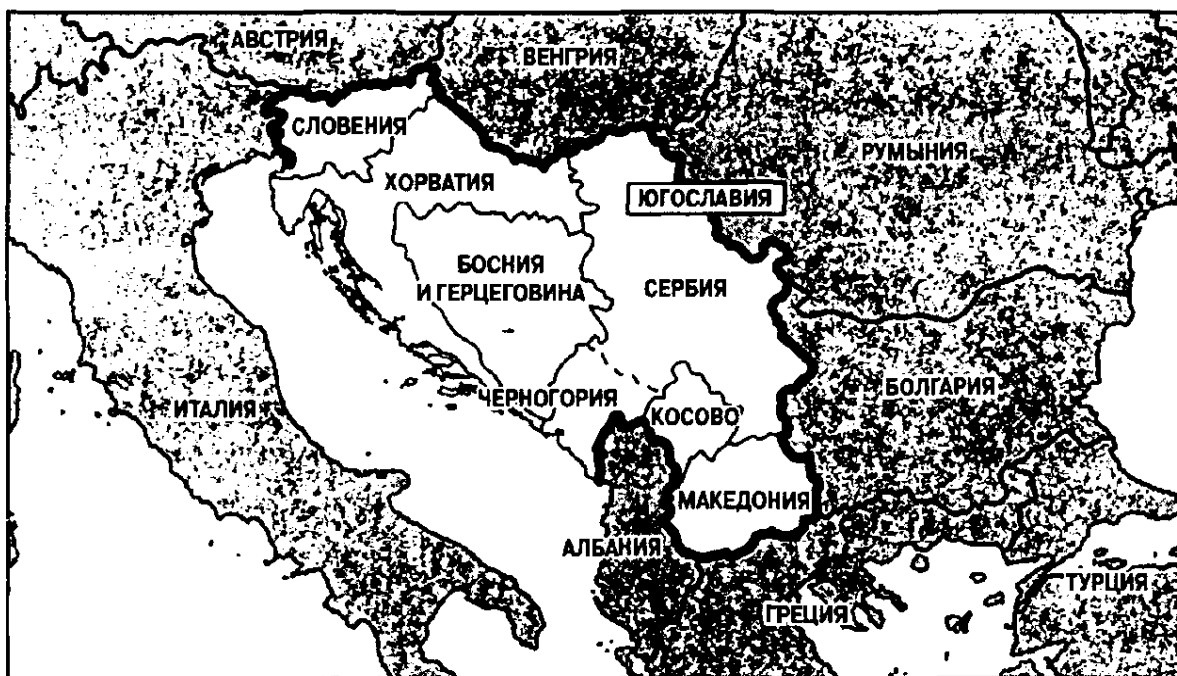 АВСТРИЯ
ВЕНГРИЯ
СЛОВЕНИЯ
РУМЫНИЯ
ХОРВАТИЯ
ЮГОСЛАВИЯ
БОСНИЯ
И ГЕРЦЕГОВИНА
СЕРБИЯ
БОЛГАРИЯ
ЧЕРНОГОРИЯ
ИТАЛИЯ
КОСОВО
МАКЕДОНИЯ
АЛБАНИЯ
ТУРЦИЯ
ГРЕЦИЯ